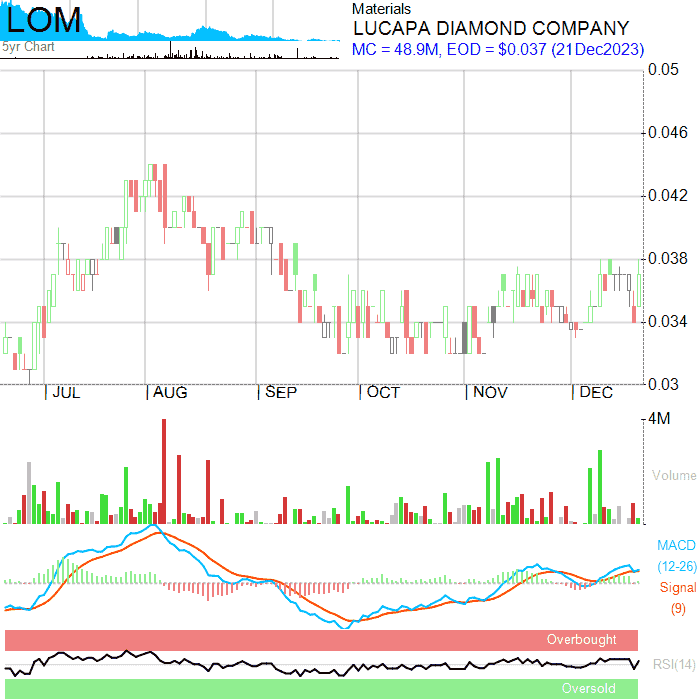 LOM
5yr Chart
Materials
LUCAPA DIAMOND COMPANY
MC = 48.9M, EOD = $0.037 (21Dec2023)
0.05
0.046
0.042
0.038
0.034
0.03
JUL AUG SEP OCT NOV DEC
4M
Volume
MACD
(12-26)
Signal
(9)
Overbought
RSI(14)
Oversold